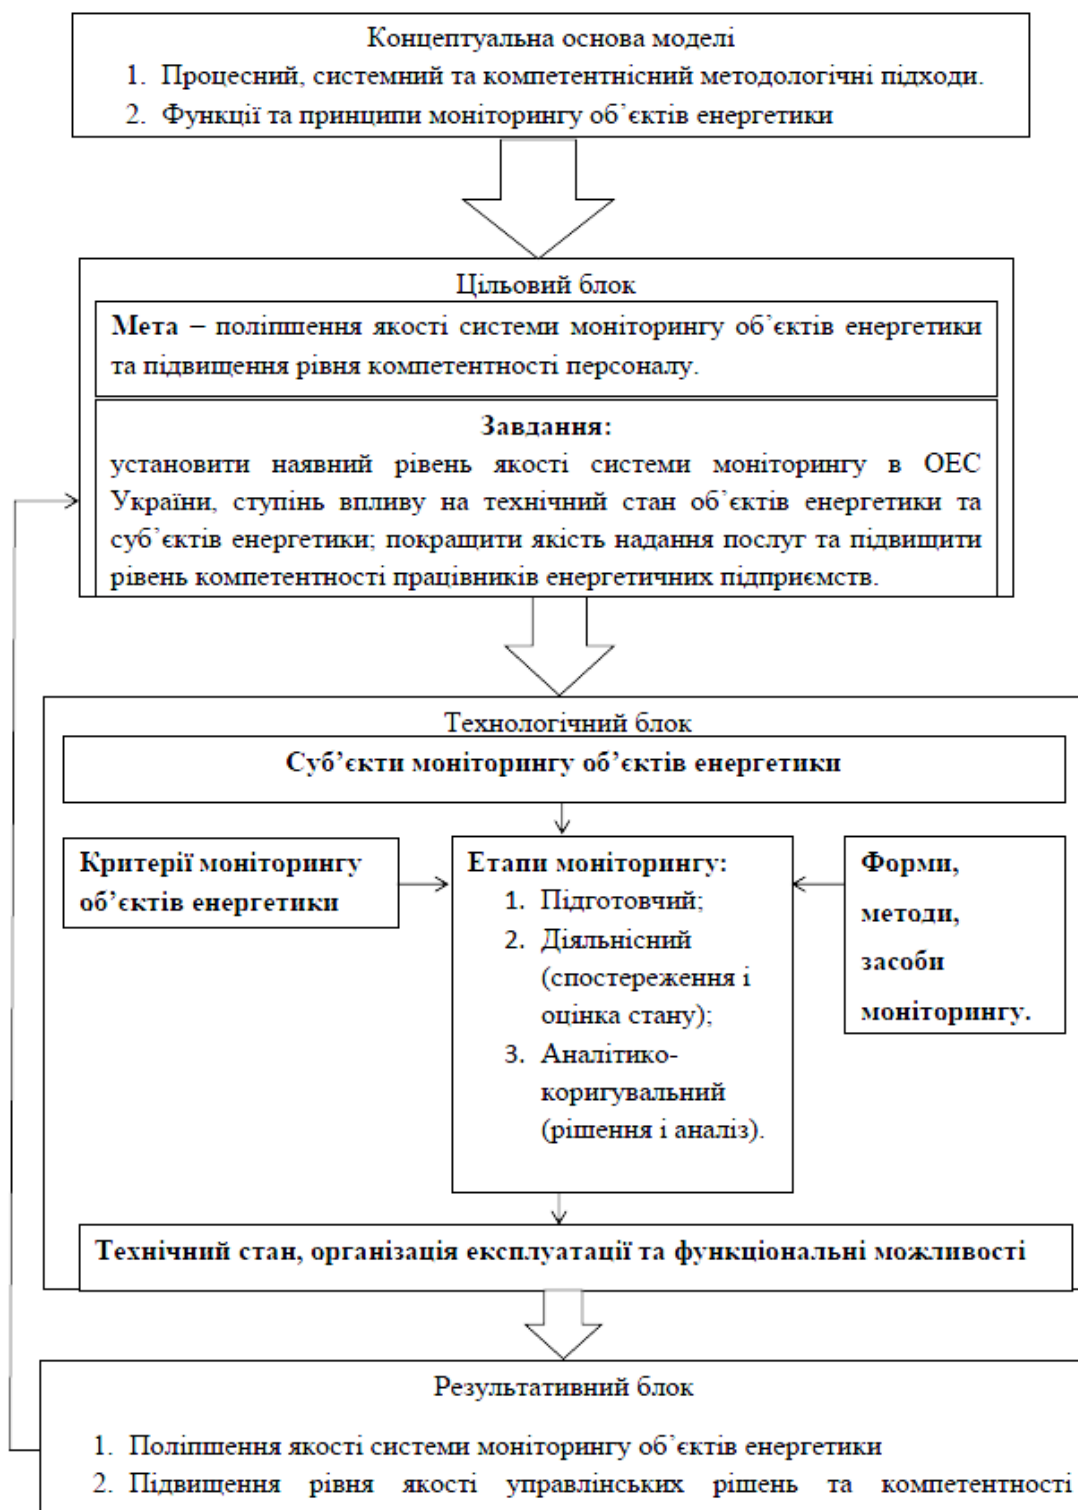 Концептуальна основа моделі
1. Процесний, системний та компетентнісний методологічні підходи.
2. Функції та принципи моніторингу об’єктів енергетики
Цільовий блок
Мета – поліпшення якості системи моніторингу об’єктів енергетики
та підвищення рівня компетентності персоналу.
Завдання:
установити наявний рівень якості системи моніторингу в ОЕС
України, ступінь впливу на технічний стан об’єктів енергетики та
суб’єктів енергетики; покращити якість надання послуг та підвищити
рівень компетентності працівників енергетичних підприємств.
Технологічний блок
Суб’єкти моніторингу об’єктів енергетики
Критерії моніторингу
об’єктів енергетики
Етапи моніторингу:
1. Підготовчий;
2. Діяльнісний
(спостереження і
оцінка стану);
3. Аналітико-
коригувальний
(рішення і аналіз).
Форми,
методи,
засоби
моніторингу.
Технічний стан, організація експлуатації та функціональні можливості
Результативний блок
1. Поліпшення якості системи моніторингу об’єктів енергетики
2. Підвищення рівня якості управлінських рішень та компетентності